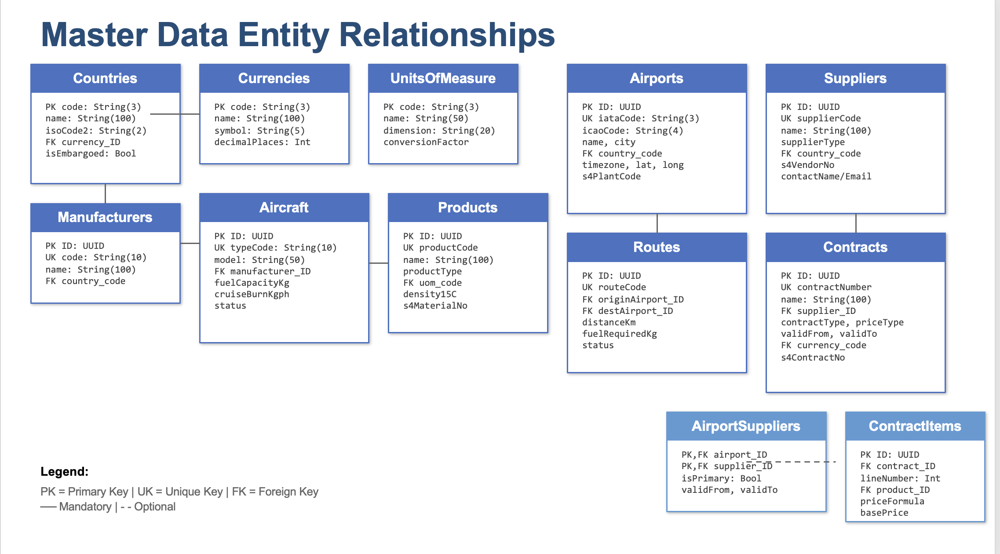 Master Data Entity Relationships
Countries
PK code: String(3)
name: String(100)
isoCode2: String(2)
FK currency_ID
isEmbargoed: Bool
Currencies
PK code: String(3)
name: String(100)
symbol: String(5)
decimalPlaces: Int
UnitsOfMeasure
PK code: String(3)
name: String(50)
dimension: String(20)
conversionFactor
Airports
PK ID: UUID
UK iataCode: String(3)
icaoCode: String(4)
name, city
FK country_code
timezone, lat, long
s4PlantCode
Suppliers
PK ID: UUID
UK supplierCode
name: String(100)
supplierType
FK country_code
s4VendorNo
contactName/Email
Manufacturers
PK ID: UUID
UK code: String(10)
name: String(100)
FK country_code
Aircraft
PK ID: UUID
UK typeCode: String(10)
model: String(50)
FK manufacturer_ID
fuelCapacityKg
cruiseBurnKgph
status
Products
PK ID: UUID
UK productCode
name: String(100)
productType
FK uom_code
density15C
s4MaterialNo
Routes
PK ID: UUID
UK routeCode
FK originAirport_ID
FK destAirport_ID
distanceKm
fuelRequiredKg
status
Contracts
PK ID: UUID
UK contractNumber
name: String(100)
FK supplier_ID
contractType, priceType
validFrom, validTo
FK currency_code
s4ContractNo
AirportSuppliers
PK,FK airport_ID
PK,FK supplier_ID
isPrimary: Bool
validFrom, validTo
ContractItems
PK ID: UUID
FK contract_ID
lineNumber: Int
FK product_ID
priceFormula
basePrice
Legend:
PK = Primary Key | UK = Unique Key | FK = Foreign Key
── Mandatory | - - Optional